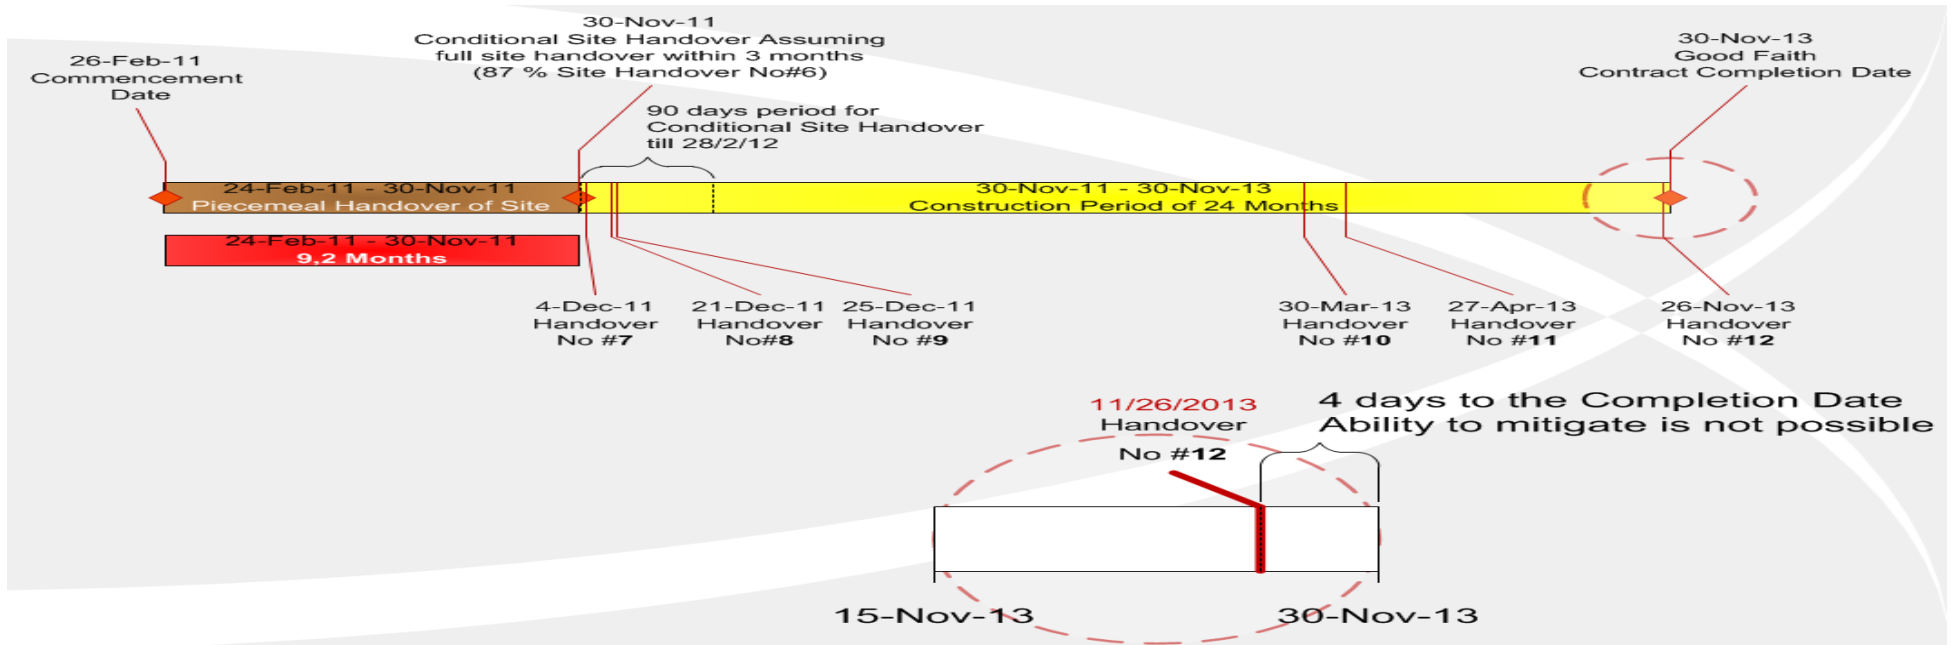 30-Nov-11
Conditional Site Handover Assuming
full site handover within 3 months
(87 % Site Handover No#6)
26-Feb-11
Commencement
Date
30-Nov-13
Good Faith
Contract Completion Date
90 days period for
Conditional Site Handover
till 28/2/12
24-Feb-11 - 30-Nov-11
Piecemeal Handover of Site
30-Nov-11 - 30-Nov-13
Construction Period of 24 Months
24-Feb-11 - 30-Nov-11
9,2 Months
4-Dec-11
Handover
No #7
21-Dec-11
Handover
No#8
25-Dec-11
Handover
No #9
30-Mar-13
Handover
No #10
27-Apr-13
Handover
No #11
26-Nov-13
Handover
No #12
11/26/2013
Handover
No #12
4 days to the Completion Date
Ability to mitigate is not possible
15-Nov-13
30-Nov-13